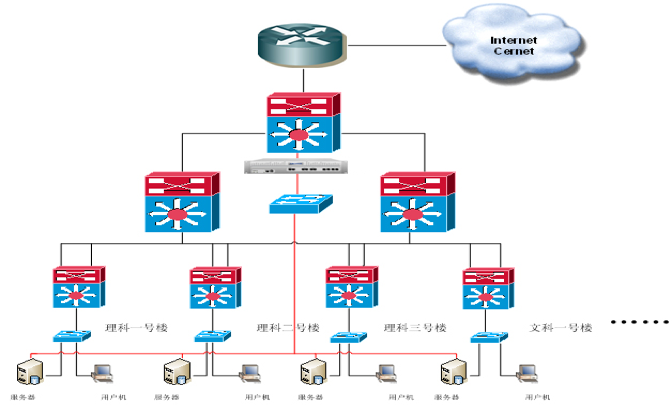 Internet
Cernet
理科一号楼
理科二号楼
理科三号楼
文科一号楼
······
服务器
用户机
服务器
用户机
服务器
用户机
服务器
用户机